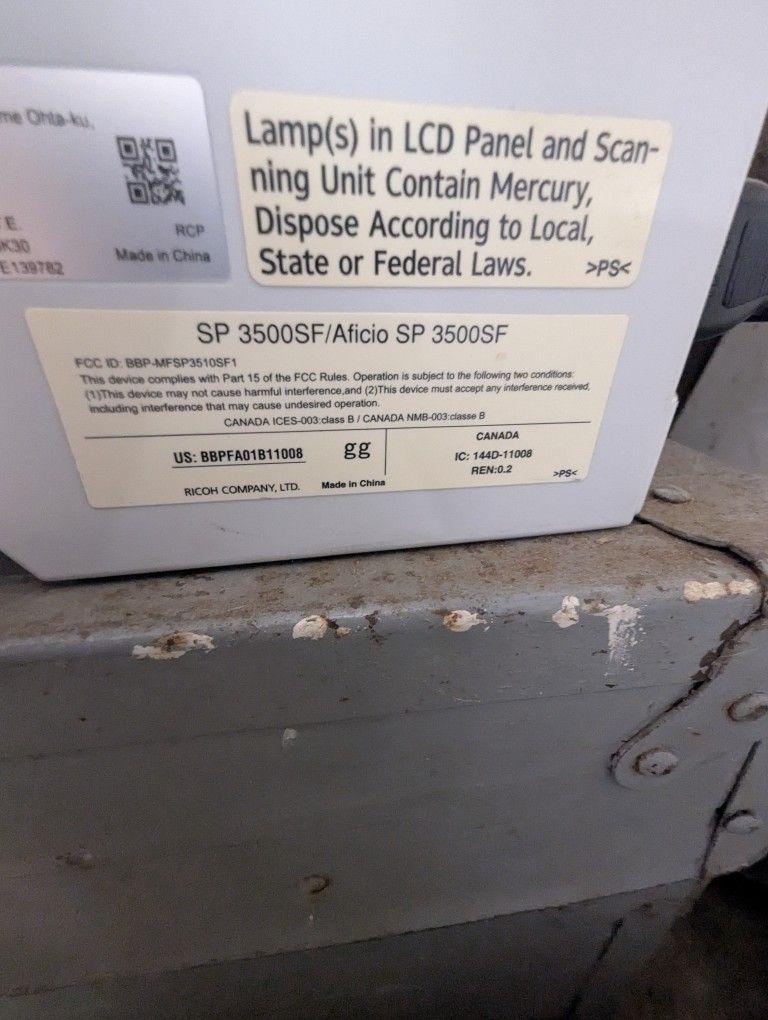 me Ohta-ku,
E.
K30
E139782
RCP
Made in China
Lamp(s) in LCD Panel and Scan-
ning Unit Contain Mercury,
Dispose According to Local,
State or Federal Laws. >PS<
SP 3500SF/Aficio SP 3500SF
FCC ID: BBP-MFSP3510SF1
This device complies with Part 15 of the FCC Rules. Operation is subject to the following two conditions:
(1)This device may not cause harmful interference,and (2)This device must accept any interference received,
including interference that may cause undesired operation.
CANADA ICES-003:class B / CANADA NMB-003:classe B
US: BBPFA01B11008 gg
RICOH COMPANY, LTD. Made in China
CANADA
IC: 144D-11008
REN:0.2 >PS<